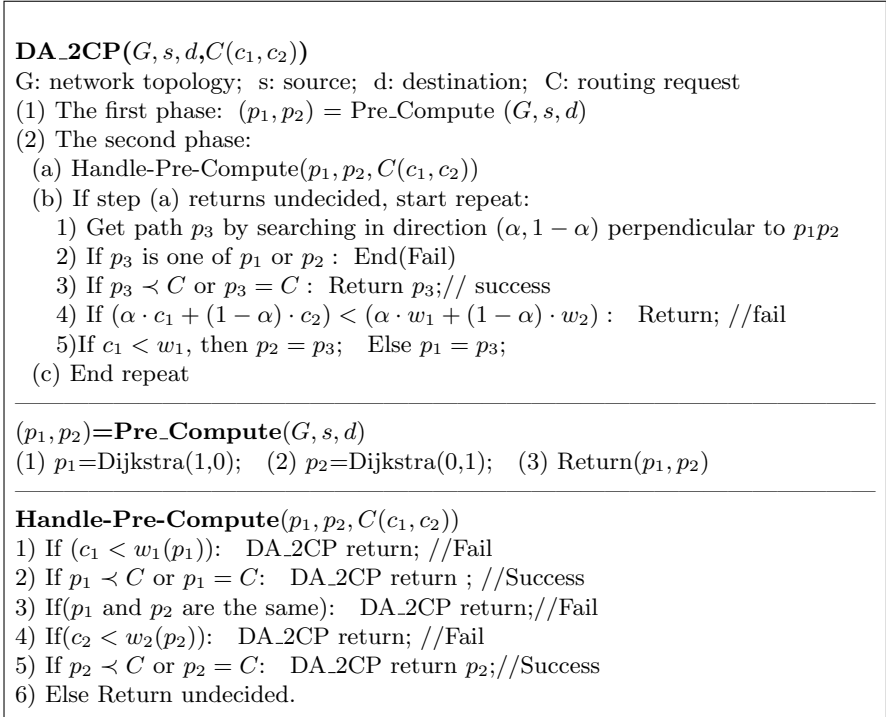 DA_2CP(G, s, d,C(c₁, c₂))
G: network topology; s: source; d: destination; C: routing request
(1) The first phase: (p₁, p₂) = Pre_Compute (G, s, d)
(2) The second phase:
(a) Handle-Pre-Compute(p₁, p₂, C(c₁, c₂))
(b) If step (a) returns undecided, start repeat:
1) Get path p₃ by searching in direction (α, 1 − α) perpendicular to p₁p₂
2) If p₃ is one of p₁ or p₂ : End(Fail)
3) If p₃ ≺ C or p₃ = C : Return p₃;// success
4) If (α · c₁ + (1 − α) · c₂) < (α · w₁ + (1 − α) · w₂) : Return; //fail
5)If c₁ < w₁, then p₂ = p₃; Else p₁ = p₃;
(c) End repeat
(p₁, p₂)=Pre_Compute(G, s, d)
(1) p₁=Dijkstra(1,0); (2) p₂=Dijkstra(0,1); (3) Return(p₁, p₂)
Handle-Pre-Compute(p₁, p₂, C(c₁, c₂))
1) If (c₁ < w₁(p₁)): DA_2CP return; //Fail
2) If p₁ ≺ C or p₁ = C: DA_2CP return ; //Success
3) If(p₁ and p₂ are the same): DA_2CP return;//Fail
4) If(c₂ < w₂(p₂)): DA_2CP return; //Fail
5) If p₂ ≺ C or p₂ = C: DA_2CP return p₂;//Success
6) Else Return undecided.